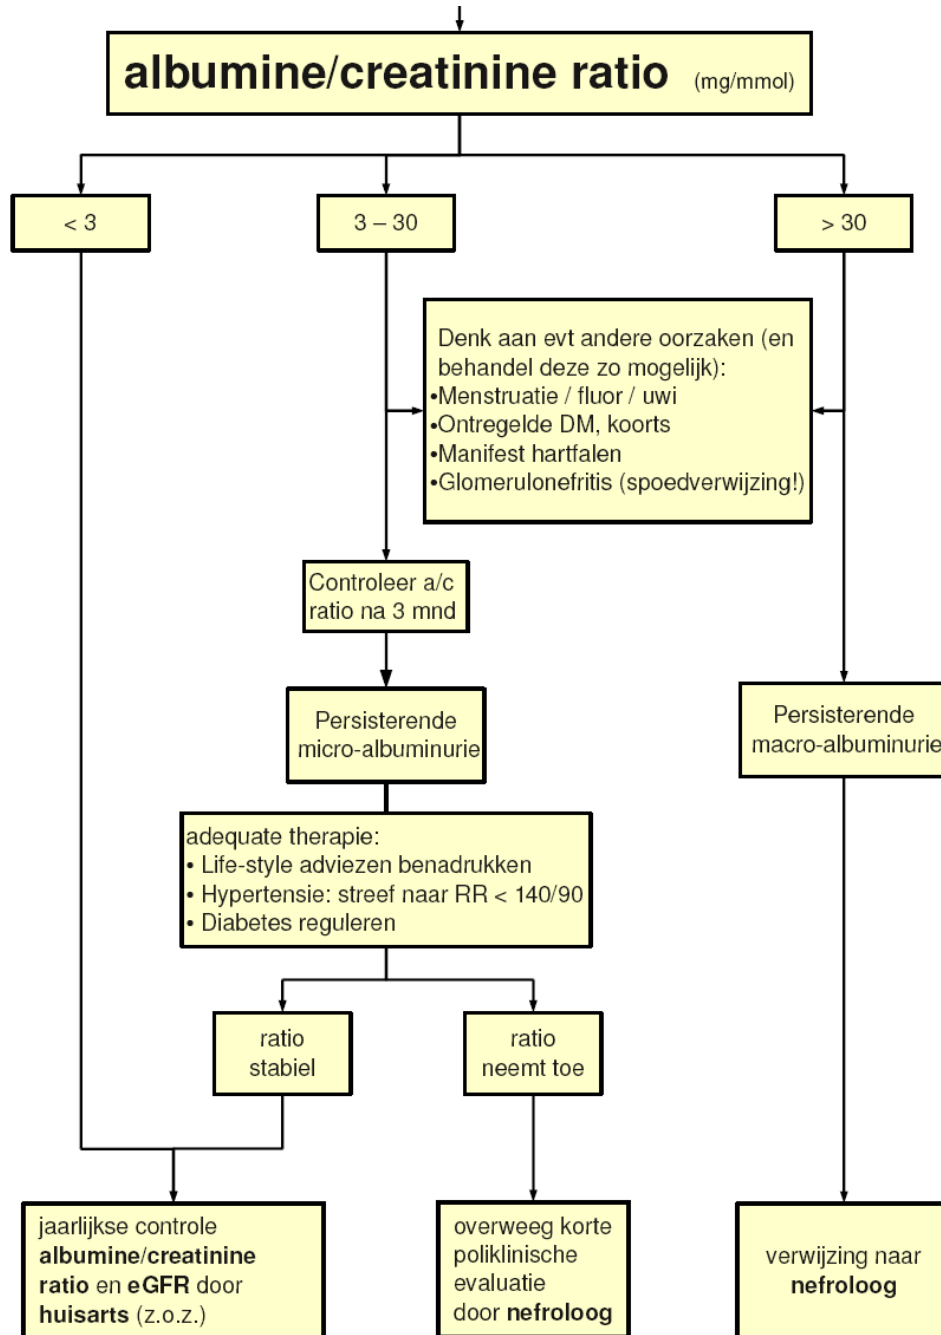 albumine/creatinine ratio (mg/mmol)
< 3
3 – 30
> 30
Denk aan evt andere oorzaken (en
behandel deze zo mogelijk):
•Menstruatie / fluor / uwi
•Ontregelde DM, koorts
•Manifest hartfalen
•Glomerulonefritis (spoedverwijzing!)
Controleer a/c
ratio na 3 mnd
Persisterende
micro-albuminurie
Persisterende
macro-albuminurie
adequate therapie:
• Life-style adviezen benadrukken
• Hypertensie: streef naar RR < 140/90
• Diabetes reguleren
ratio
stabiel
ratio
neemt toe
jaarlijkse controle
albumine/creatinine
ratio en eGFR door
huisarts (z.o.z.)
overweeg korte
poliklinische
evaluatie
door nefroloog
verwijzing naar
nefroloog